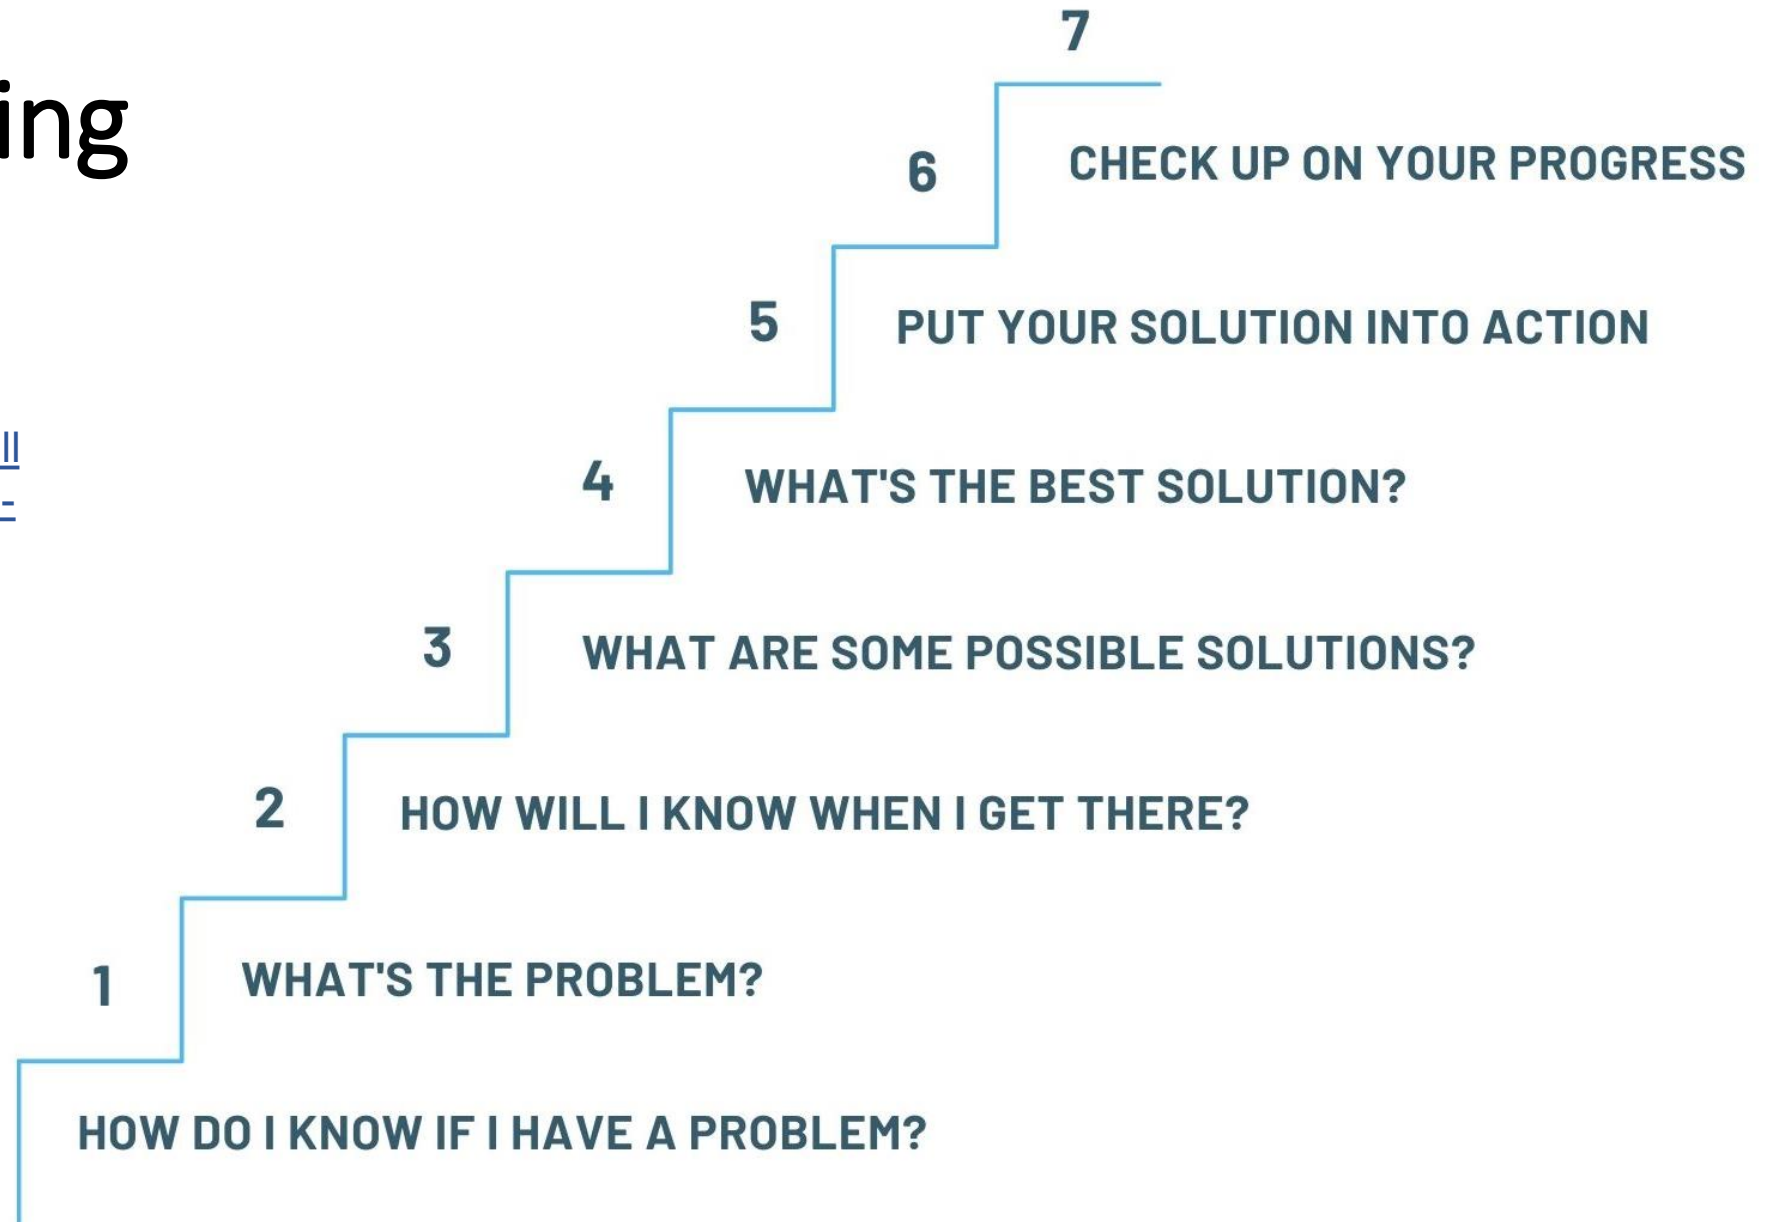 ing
ll
-
7
6
CHECK UP ON YOUR PROGRESS
5
PUT YOUR SOLUTION INTO ACTION
4
WHAT'S THE BEST SOLUTION?
3
WHAT ARE SOME POSSIBLE SOLUTIONS?
2
HOW WILL I KNOW WHEN I GET THERE?
1
WHAT'S THE PROBLEM?
HOW DO I KNOW IF I HAVE A PROBLEM?